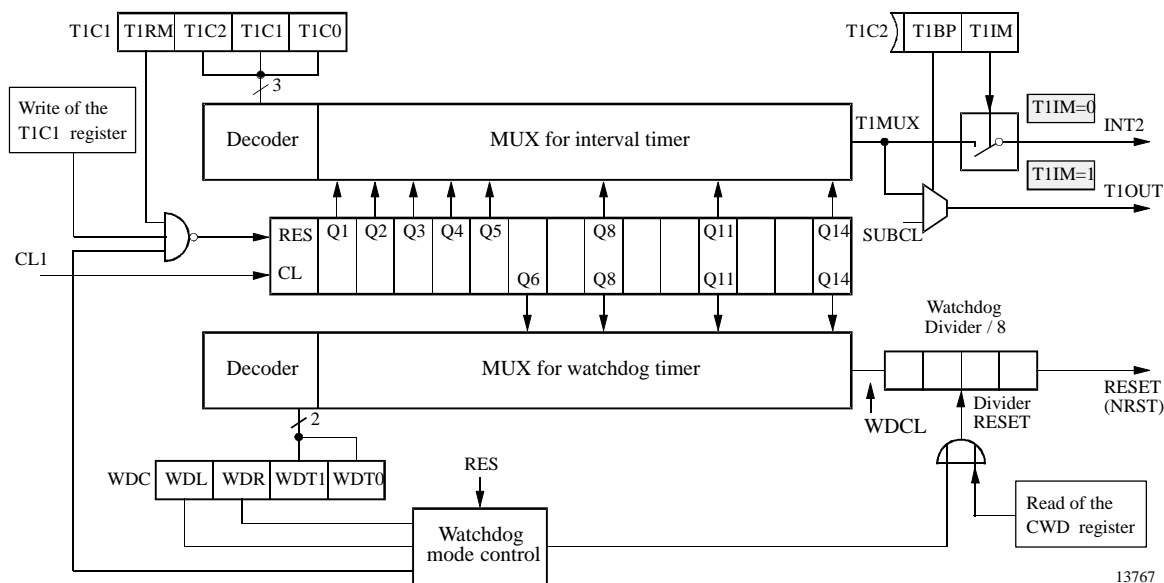 T1C1 T1RM T1C2 T1C1 T1C0
T1C2 T1BP T1IM
3
Write of the
T1C1 register
Decoder
MUX for interval timer
T1MUX
T1IM=0
INT2
T1IM=1
T1OUT
SUBCL
RES Q1 Q2 Q3 Q4 Q5 Q8 Q11 Q14
CL1
CL Q6 Q8 Q11 Q14
Watchdog
Divider / 8
Decoder
MUX for watchdog timer
RESET
(NRST)
2
WDCL
Divider
RESET
RES
WDC WDL WDR WDT1 WDT0
Read of the
CWD register
Watchdog
mode control
13767